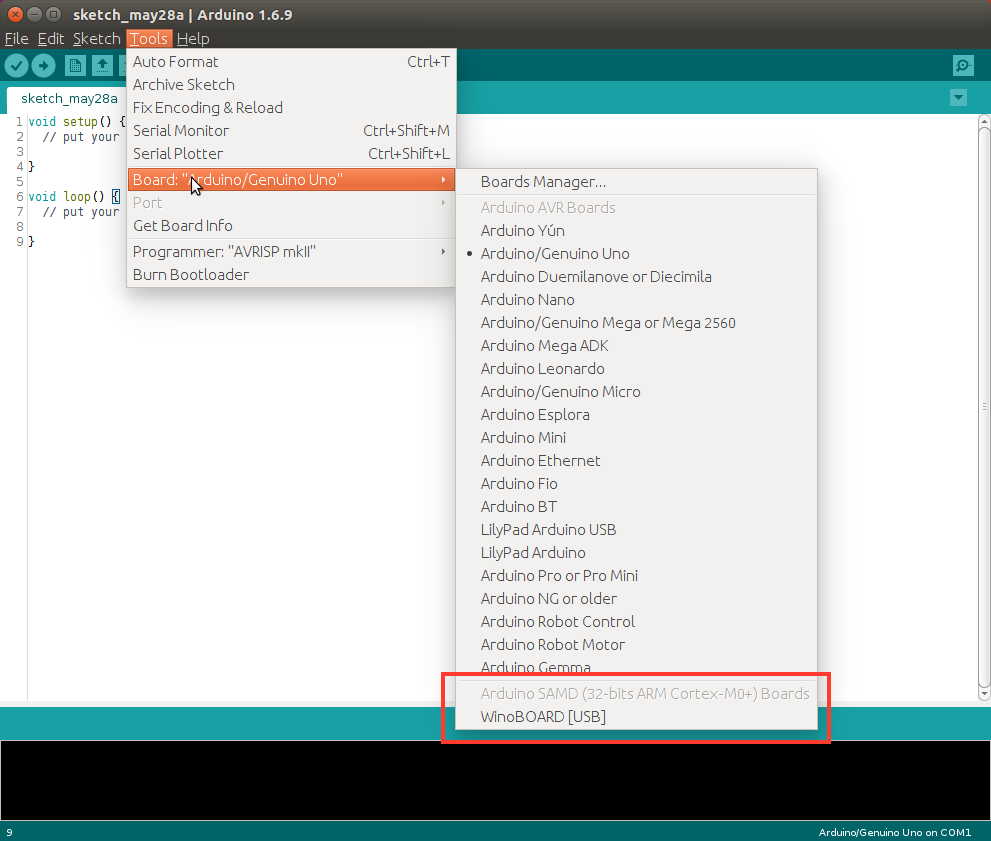 sketch_may28a | Arduino 1.6.9
File Edit Sketch Tools Help
sketch_may28a
1 void setup() {
2 // put your
3
4 }
5
6 void loop() {
7 // put your
8
9 }
Auto Format Ctrl+T
Archive Sketch
Fix Encoding & Reload
Serial Monitor Ctrl+Shift+M
Serial Plotter Ctrl+Shift+L
Board: "Arduino/Genuino Uno"
Port
Get Board Info
Programmer: "AVRISP mkII"
Burn Bootloader
Boards Manager...
Arduino AVR Boards
Arduino Yún
Arduino/Genuino Uno
Arduino Duemilanove or Diecimila
Arduino Nano
Arduino/Genuino Mega or Mega 2560
Arduino Mega ADK
Arduino Leonardo
Arduino/Genuino Micro
Arduino Esplora
Arduino Mini
Arduino Ethernet
Arduino Fio
Arduino BT
LilyPad Arduino USB
LilyPad Arduino
Arduino Pro or Pro Mini
Arduino NG or older
Arduino Robot Control
Arduino Robot Motor
Arduino Gemma
Arduino SAMD (32-bits ARM Cortex-M0+) Boards
WinoBOARD [USB]
9 Arduino/Genuino Uno on COM1